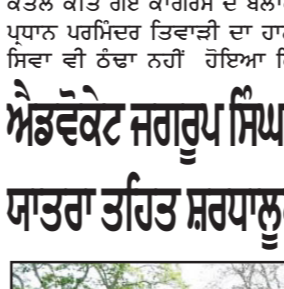 ਕਤਲ ਕੀਤੇ ਗਏ ਕਾਂਗਰਸ ਦੇ
ਪ੍ਰਧਾਨ ਪਰਮਿੰਦਰ ਤਿਵਾੜੀ ਦਾ
ਸਿਵਾ ਵੀ ਠੰਢਾ ਨਹੀਂ ਹੋਇਆ
ਐਡਵੋਕੇਟ ਜਗਰੂਪ ਸਿੰਘ
ਯਾਤਰਾ ਤਹਿਤ ਸ਼ਰਧਾਲੂ